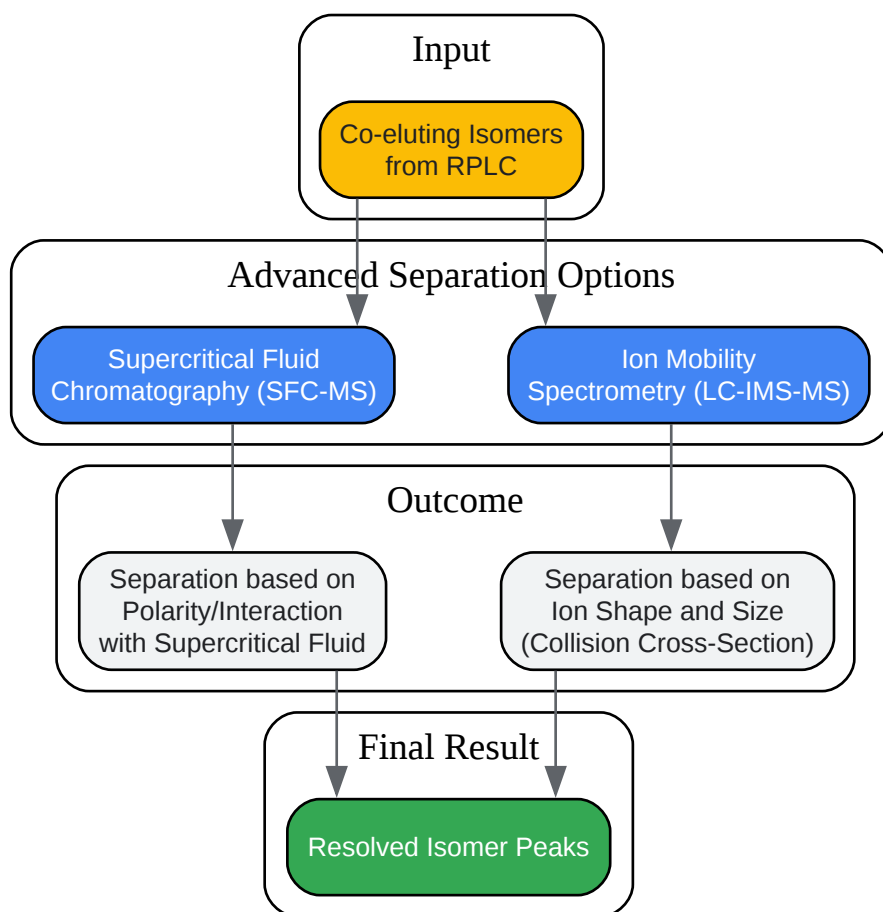 Input
Co-eluting Isomers
from RPLC
Advanced Separation Options
Supercritical Fluid
Chromatography (SFC-MS)
Ion Mobility
Spectrometry (LC-IMS-MS)
Outcome
Separation based on
Polarity/Interaction
with Supercritical Fluid
Separation based on
Ion Shape and Size
(Collision Cross-Section)
Final Result
Resolved Isomer Peaks